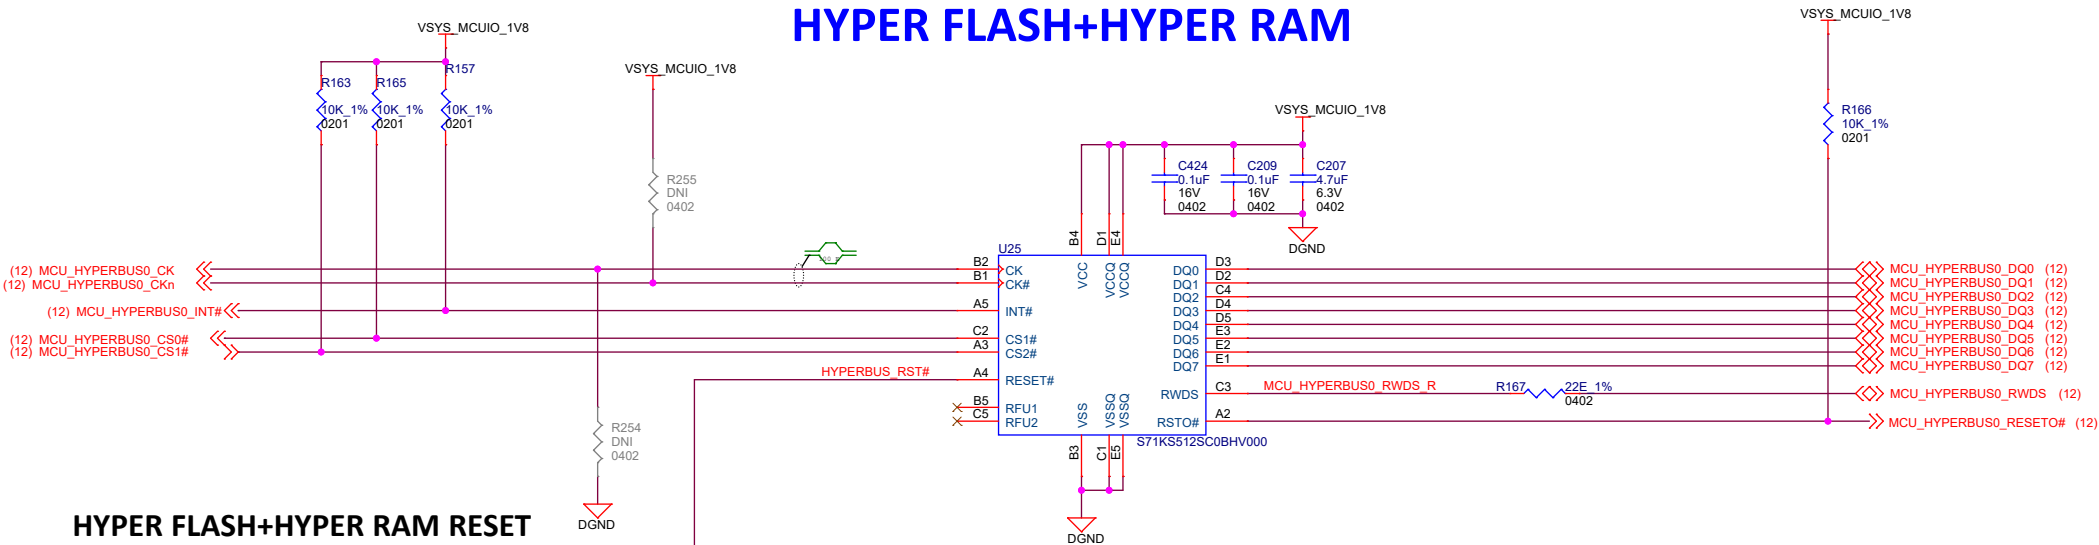 HYPER FLASH+HYPER RAM
VSYS_MCUIO_1V8
VSYS_MCUIO_1V8
VSYS_MCUIO_1V8
VSYS_MCUIO_1V8
R163
10K_1%
0201
R165
10K_1%
0201
R157
10K_1%
0201
R255
DNI
0402
R166
10K_1%
0201
C424
0.1uF
16V
0402
C209
0.1uF
16V
0402
C207
4.7uF
6.3V
0402
DGND
(12) MCU_HYPERBUS0_CK
(12) MCU_HYPERBUS0_CKn
(12) MCU_HYPERBUS0_INT#
(12) MCU_HYPERBUS0_CS0#
(12) MCU_HYPERBUS0_CS1#
HYPERBUS_RST#
R254
DNI
0402
DGND
U25
B4
D1
E4
VCC
VCCQ
VCCQ
B2 CK
B1 CK#
A5 INT#
C2 CS1#
A3 CS2#
A4 RESET#
B5 RFU1
C5 RFU2
DQ0 D3
DQ1 D2
DQ2 C4
DQ3 D4
DQ4 D5
DQ5 E3
DQ6 E2
DQ7 E1
RWDS C3
RSTO# A2
VSS
VSSQ
VSSQ
B3
C1
E5
S71KS512SC0BHV000
DGND
MCU_HYPERBUS0_RWDS_R
R167
22E_1%
0402
MCU_HYPERBUS0_DQ0 (12)
MCU_HYPERBUS0_DQ1 (12)
MCU_HYPERBUS0_DQ2 (12)
MCU_HYPERBUS0_DQ3 (12)
MCU_HYPERBUS0_DQ4 (12)
MCU_HYPERBUS0_DQ5 (12)
MCU_HYPERBUS0_DQ6 (12)
MCU_HYPERBUS0_DQ7 (12)
MCU_HYPERBUS0_RWDS (12)
MCU_HYPERBUS0_RESETO# (12)
HYPER FLASH+HYPER RAM RESET